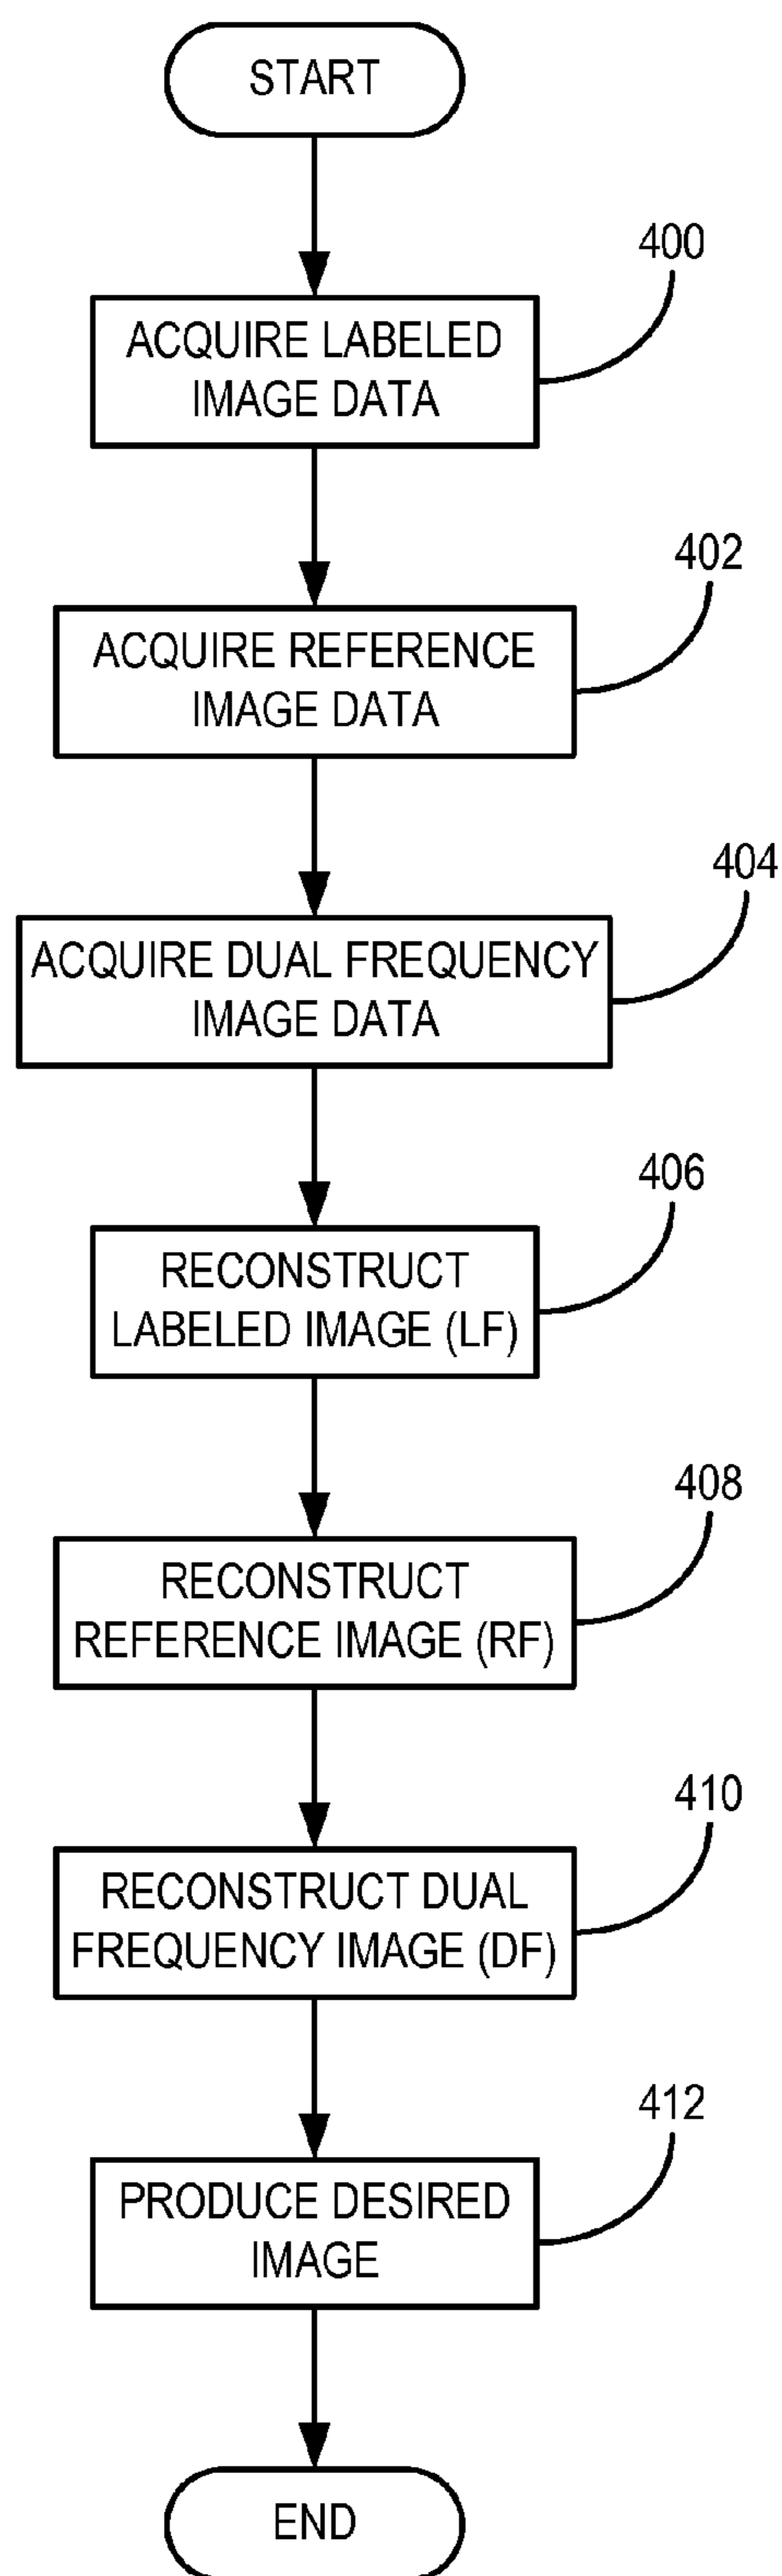 START
400
ACQUIRE LABELED
IMAGE DATA
402
ACQUIRE REFERENCE
IMAGE DATA
404
ACQUIRE DUAL FREQUENCY
IMAGE DATA
406
RECONSTRUCT
LABELED IMAGE (LF)
408
RECONSTRUCT
REFERENCE IMAGE (RF)
410
RECONSTRUCT DUAL
FREQUENCY IMAGE (DF)
412
PRODUCE DESIRED
IMAGE
END